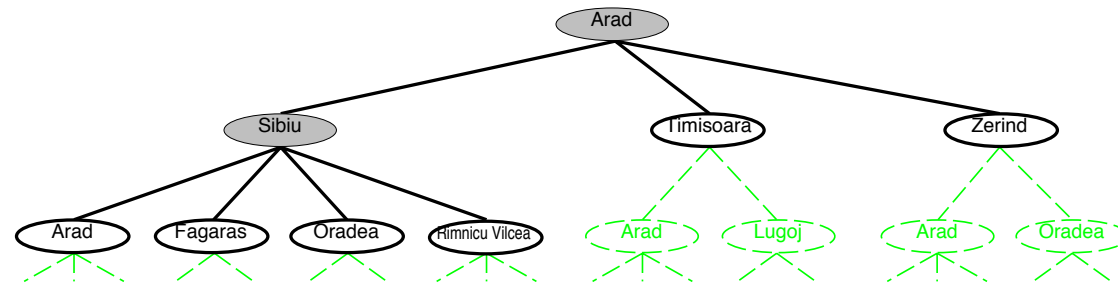 Arad
Sibiu
Timisoara
Zerind
Arad
Fagaras
Oradea
Rimnicu Vilcea
Arad
Lugoj
Arad
Oradea